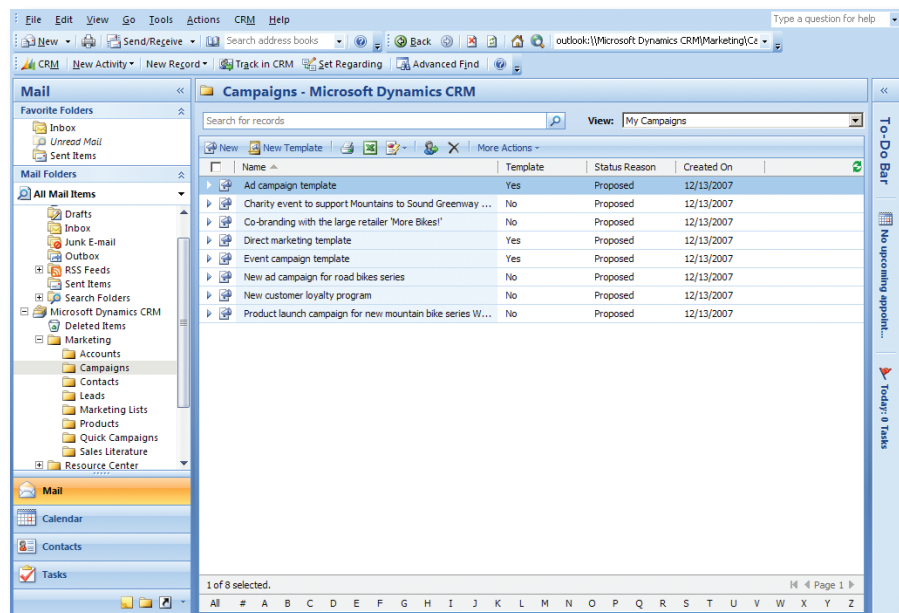 File Edit View Go Tools Actions CRM Help Type a question for help
New Send/Receive Search address books Back outlook:\\Microsoft Dynamics CRM\Marketing\Ca
CRM New Activity New Record Track in CRM Set Regarding Advanced Find
Mail
Favorite Folders
Inbox
Unread Mail
Sent Items
Mail Folders
All Mail Items
Drafts
Inbox
Junk E-mail
Outbox
RSS Feeds
Sent Items
Search Folders
Microsoft Dynamics CRM
Deleted Items
Marketing
Accounts
Campaigns
Contacts
Leads
Marketing Lists
Products
Quick Campaigns
Sales Literature
Resource Center
Mail
Calendar
Contacts
Tasks
Campaigns - Microsoft Dynamics CRM
Search for records View: My Campaigns
New New Template More Actions
Name Template Status Reason Created On
Ad campaign template Yes Proposed 12/13/2007
Charity event to support Mountains to Sound Greenway ... No Proposed 12/13/2007
Co-branding with the large retailer 'More Bikes!' No Proposed 12/13/2007
Direct marketing template Yes Proposed 12/13/2007
Event campaign template Yes Proposed 12/13/2007
New ad campaign for road bikes series No Proposed 12/13/2007
New customer loyalty program No Proposed 12/13/2007
Product launch campaign for new mountain bike series W... No Proposed 12/13/2007
1 of 8 selected. Page 1
All # A B C D E F G H I J K L M N O P Q R S T U V W X Y Z
To-Do Bar
No upcoming appoint...
Today: 0 Tasks